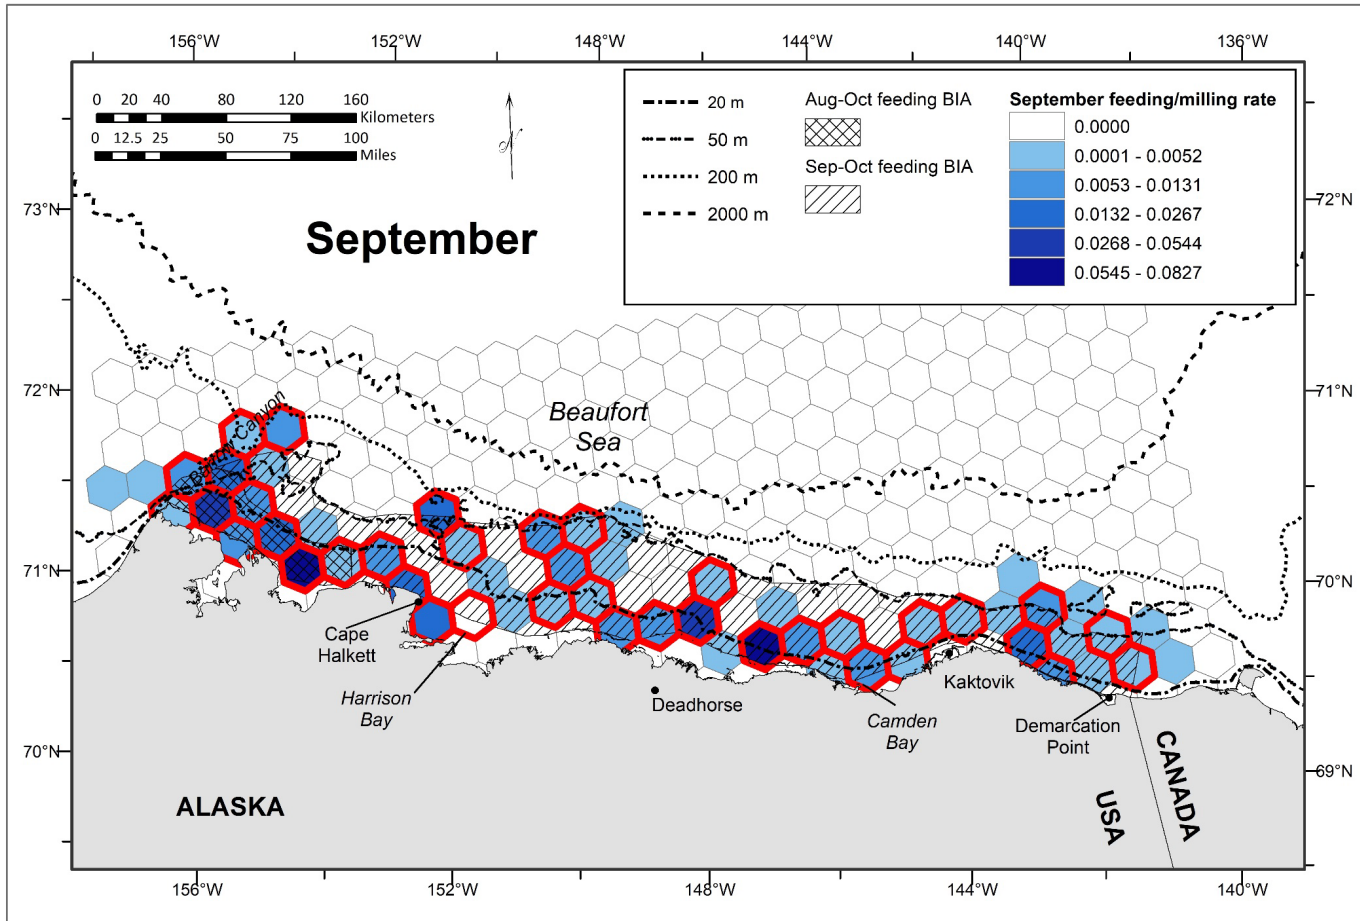 156°W 152°W 148°W 144°W 140°W 136°W
0 20 40 80 120 160
Kilometers
0 12.5 25 50 75 100
Miles
N
20 m
50 m
200 m
2000 m
Aug-Oct feeding BIA
Sep-Oct feeding BIA
September feeding/milling rate
0.0000
0.0001 - 0.0052
0.0053 - 0.0131
0.0132 - 0.0267
0.0268 - 0.0544
0.0545 - 0.0827
73°N
72°N
71°N
70°N
72°N
71°N
70°N
69°N
September
Barrow Canyon
Beaufort
Sea
Cape
Halkett
Harrison
Bay
Deadhorse
Camden
Bay
Kaktovik
Demarcation
Point
ALASKA
USA
CANADA
156°W 152°W 148°W 144°W 140°W